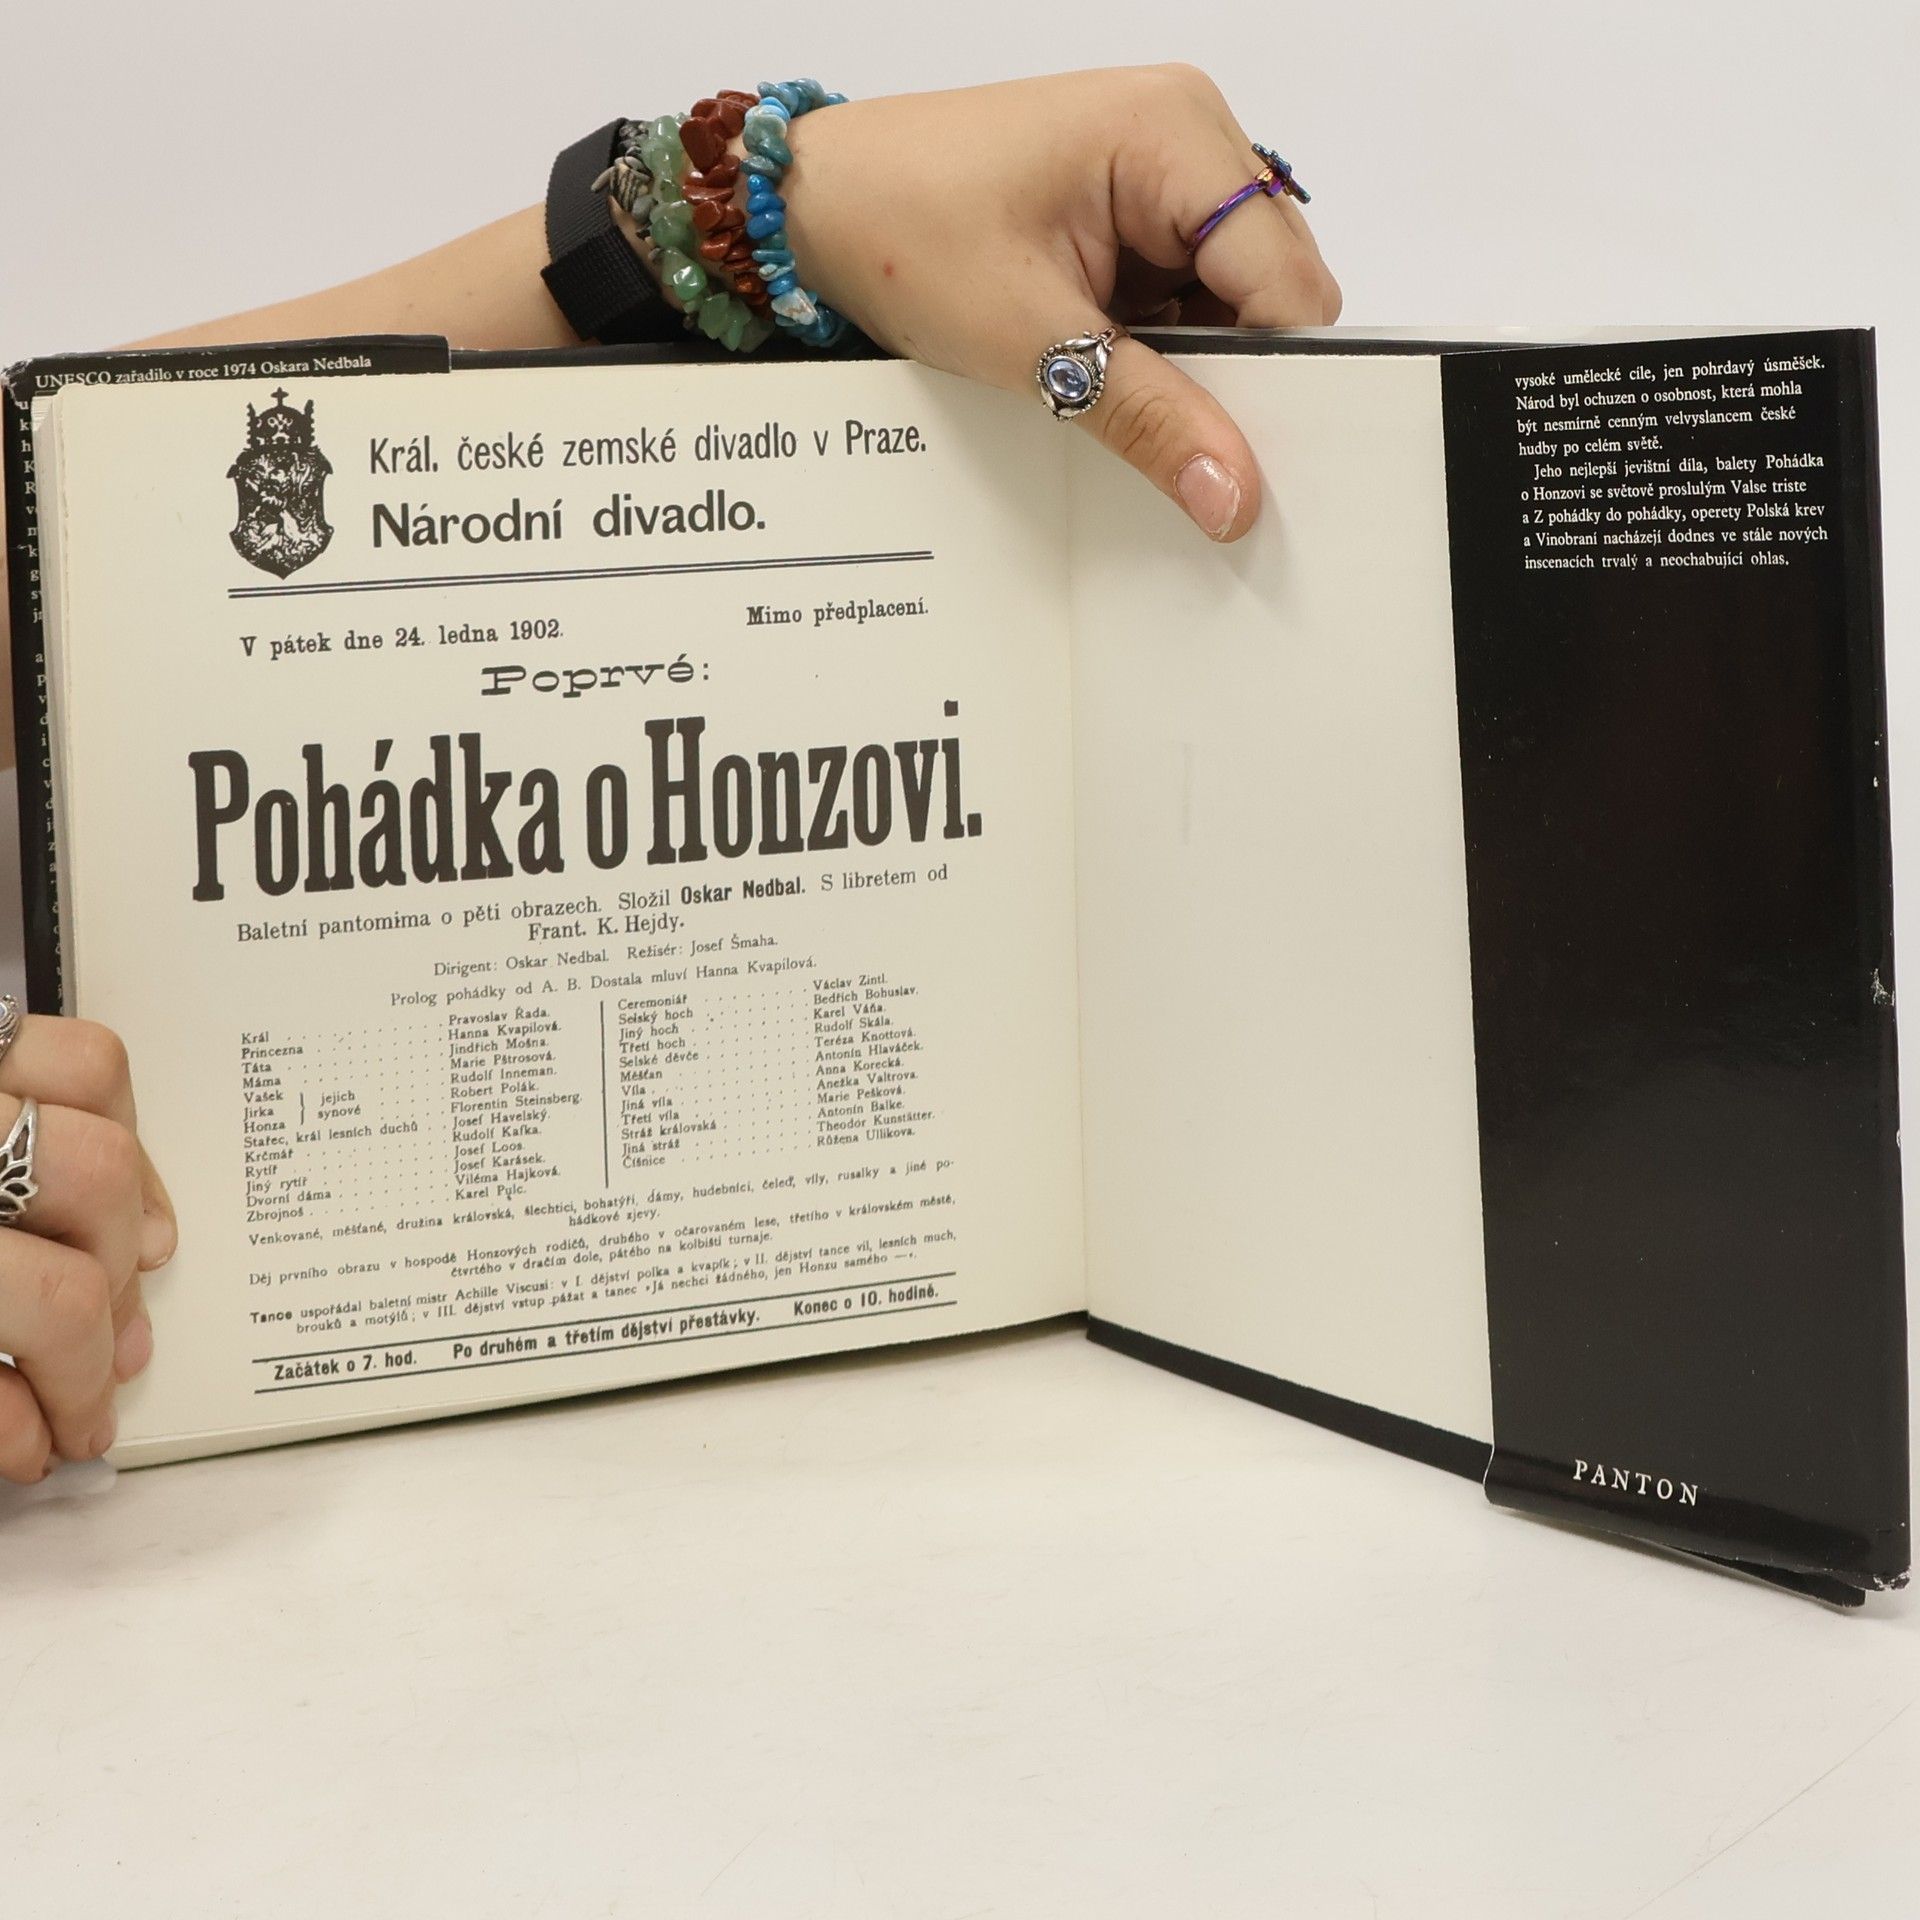 UNESCO zařadilo v roce 1974 Oskara Nedbala
Král. české zemské divadlo v Praze.
Národní divadlo.
V pátek dne 24. ledna 1902.
Mimo předplacení.
Poprvé:
Pohádka o Honzovi.
Baletní pantomima o pěti obrazech. Složil Oskar Nedbal. S libretem od
Frant. K. Hejdy.
Dirigent: Oskar Nedbal. Režisér: Josef Šmaha.
Prolog pohádky od A. B. Dostala mluví Hanna Kvapilová.
Král . . . . . . . . . . . Pravoslav Řada.
Princezna . . . . . . . . . Hanna Kvapilová.
Táta . . . . . . . . . . . Jindřich Mošna.
Máma . . . . . . . . . . Marie Pštrosová.
Vašek } jejich . . . . . Rudolf Inneman.
Jirka } synové . . . . . Robert Polák.
Honza . . . . . Florentin Steinsberg.
Stařec, král lesních duchů . . Josef Havelský.
Krčmář . . . . . . . . . . Rudolf Kafka.
Rytíř . . . . . . . . . . . Josef Loos.
Jiný rytíř . . . . . . . . . Josef Karásek.
Dvorní dáma . . . . . . . . Viléma Hajková.
Zbrojnoš . . . . . . . . . . Karel Pulc.
Ceremoniář . . . . . . . . Václav Zintl.
Selský hoch . . . . . . . . Bedřich Bohuslav.
Jiný hoch . . . . . . . . . Karel Váňa.
Třetí hoch . . . . . . . . . Rudolf Skála.
Selské děvče . . . . . . . . Teréza Knottová.
Měšťan . . . . . . . . . . Antonín Hlaváček.
Víla . . . . . . . . . . . Anna Korecká.
Jiná víla . . . . . . . . . Anežka Valtrova.
Třetí víla . . . . . . . . . Marie Pešková.
Stráž královská . . . . . . . Antonín Balke.
Jiná stráž . . . . . . . . . Theodor Kunstätter.
Číšnice . . . . . . . . . . Růžena Ullikova.
Venkované, měšťané, družina královská, šlechtici, bohatýři, dámy, hudebníci, čeleď, víly, rusalky a jiné po-
hádkové zjevy.
Děj prvního obrazu v hospodě Honzových rodičů, druhého v očarovaném lese, třetího v královském městě,
čtvrtého v dračím dole, pátého na kolbišti turnaje.
Tance uspořádal baletní mistr Achille Viscusi: v I. dějství polka a kvapík; v II. dějství tance víl, lesních much,
brouků a motýlů; v III. dějství vstup pážat a tanec »Já nechci žádného, jen Honzu samého —«.
Začátek o 7. hod. Po druhém a třetím dějství přestávky. Konec o 10. hodině.
vysoké umělecké cíle, jen pohrdavý úsměšek.
Národ byl ochuzen o osobnost, která mohla
být nesmírně cenným velvyslancem české
hudby po celém světě.
Jeho nejlepší jevištní díla, balety Pohádka
o Honzovi se světově proslulým Valse triste
a Z pohádky do pohádky, operety Polská krev
a Vinobraní nacházejí dodnes ve stále nových
inscenacích trvalý a neochabující ohlas.
PANTON